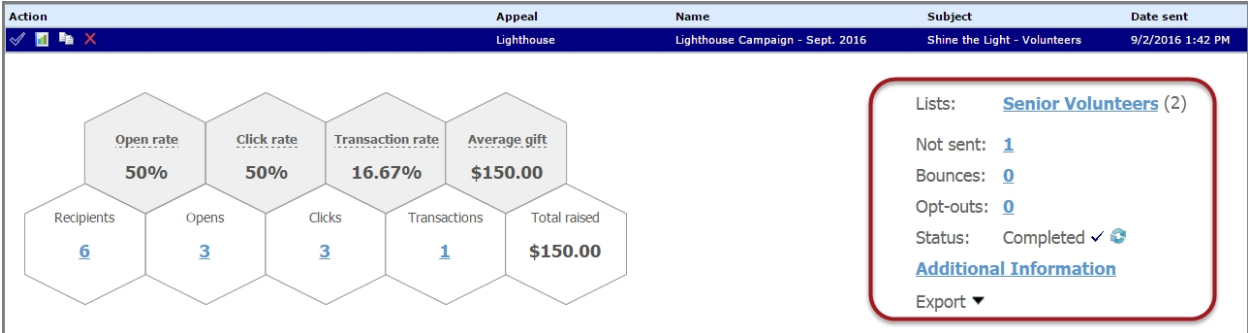 Action Appeal Name Subject Date sent
Lighthouse Lighthouse Campaign - Sept. 2016 Shine the Light - Volunteers 9/2/2016 1:42 PM
Open rate Click rate Transaction rate Average gift
50% 50% 16.67% $150.00
Recipients Opens Clicks Transactions Total raised
6 3 3 1 $150.00
Lists: Senior Volunteers (2)
Not sent: 1
Bounces: 0
Opt-outs: 0
Status: Completed
Additional Information
Export